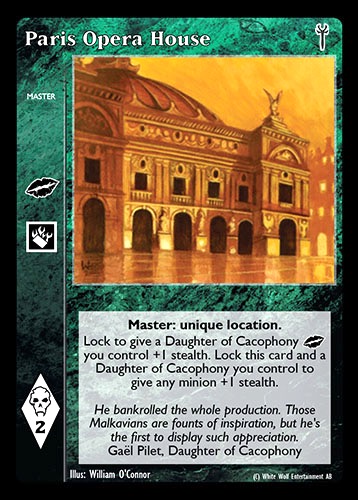 Paris Opera House
MASTER
Master: unique location.
Lock to give a Daughter of Cacophony
you control +1 stealth. Lock this card and a
Daughter of Cacophony you control to
give any minion +1 stealth.
He bankrolled the whole production. Those
Malkavians are founts of inspiration, but he's
the first to display such appreciation.
Gaël Pilet, Daughter of Cacophony
2
Illus: William O'Connor
(C) White Wolf Entertainment AB